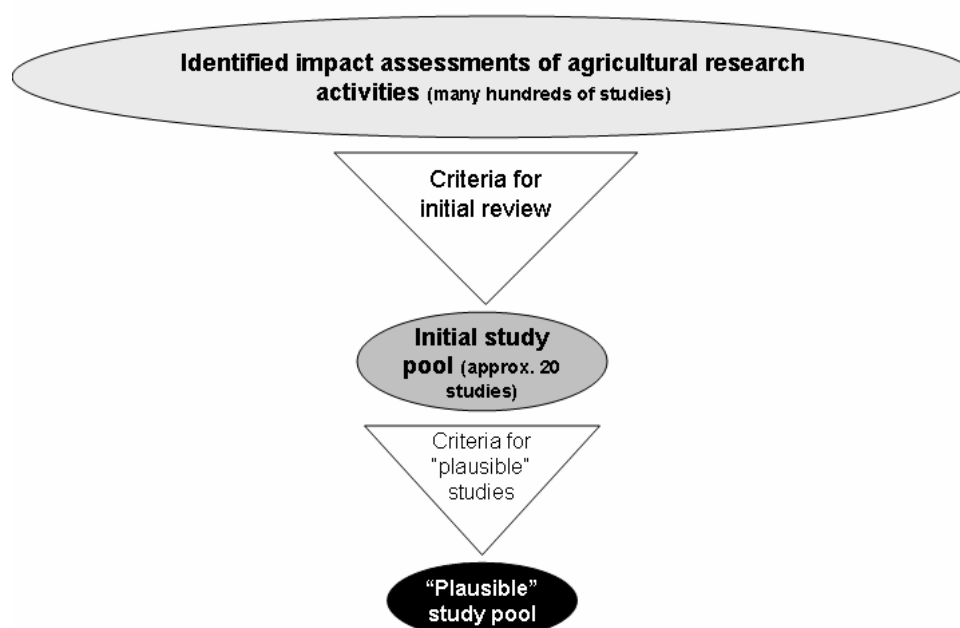 Identified impact assessments of agricultural research
activities (many hundreds of studies)
Criteria for
initial review
Initial study
pool (approx. 20
studies)
Criteria for
"plausible"
studies
“Plausible”
study pool